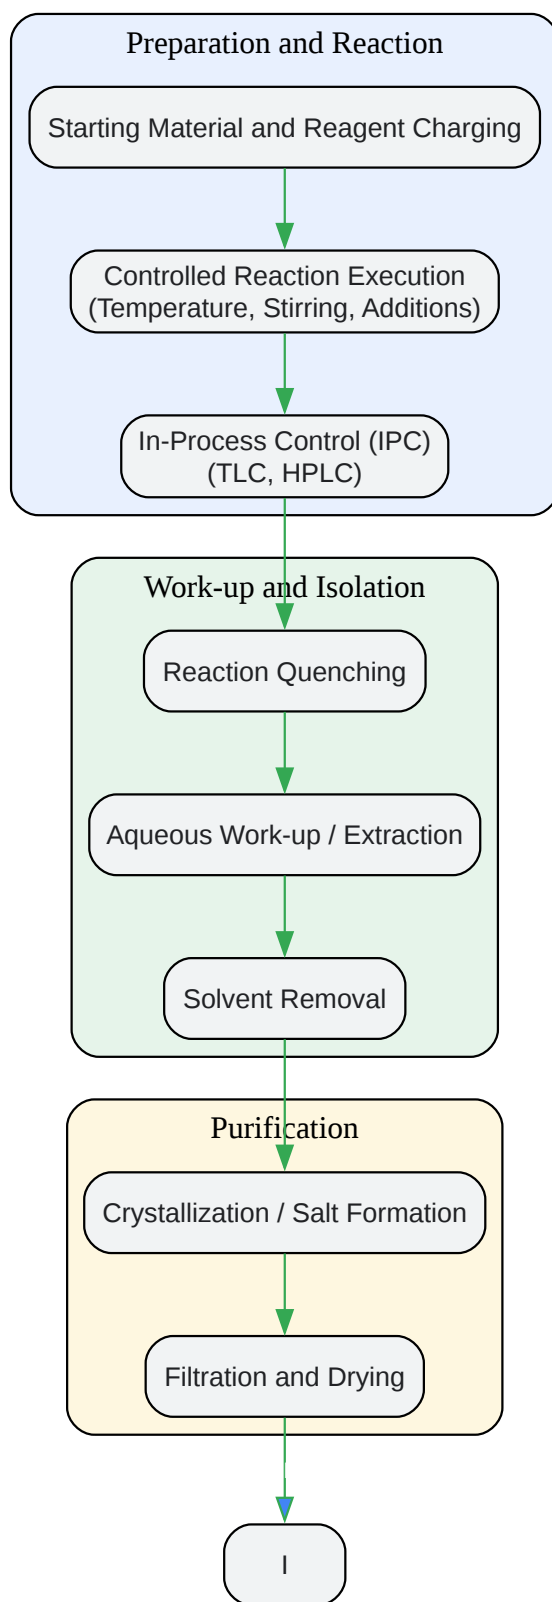 Preparation and Reaction
Starting Material and Reagent Charging
Controlled Reaction Execution
(Temperature, Stirring, Additions)
In-Process Control (IPC)
(TLC, HPLC)
Work-up and Isolation
Reaction Quenching
Aqueous Work-up / Extraction
Solvent Removal
Purification
Crystallization / Salt Formation
Filtration and Drying
I